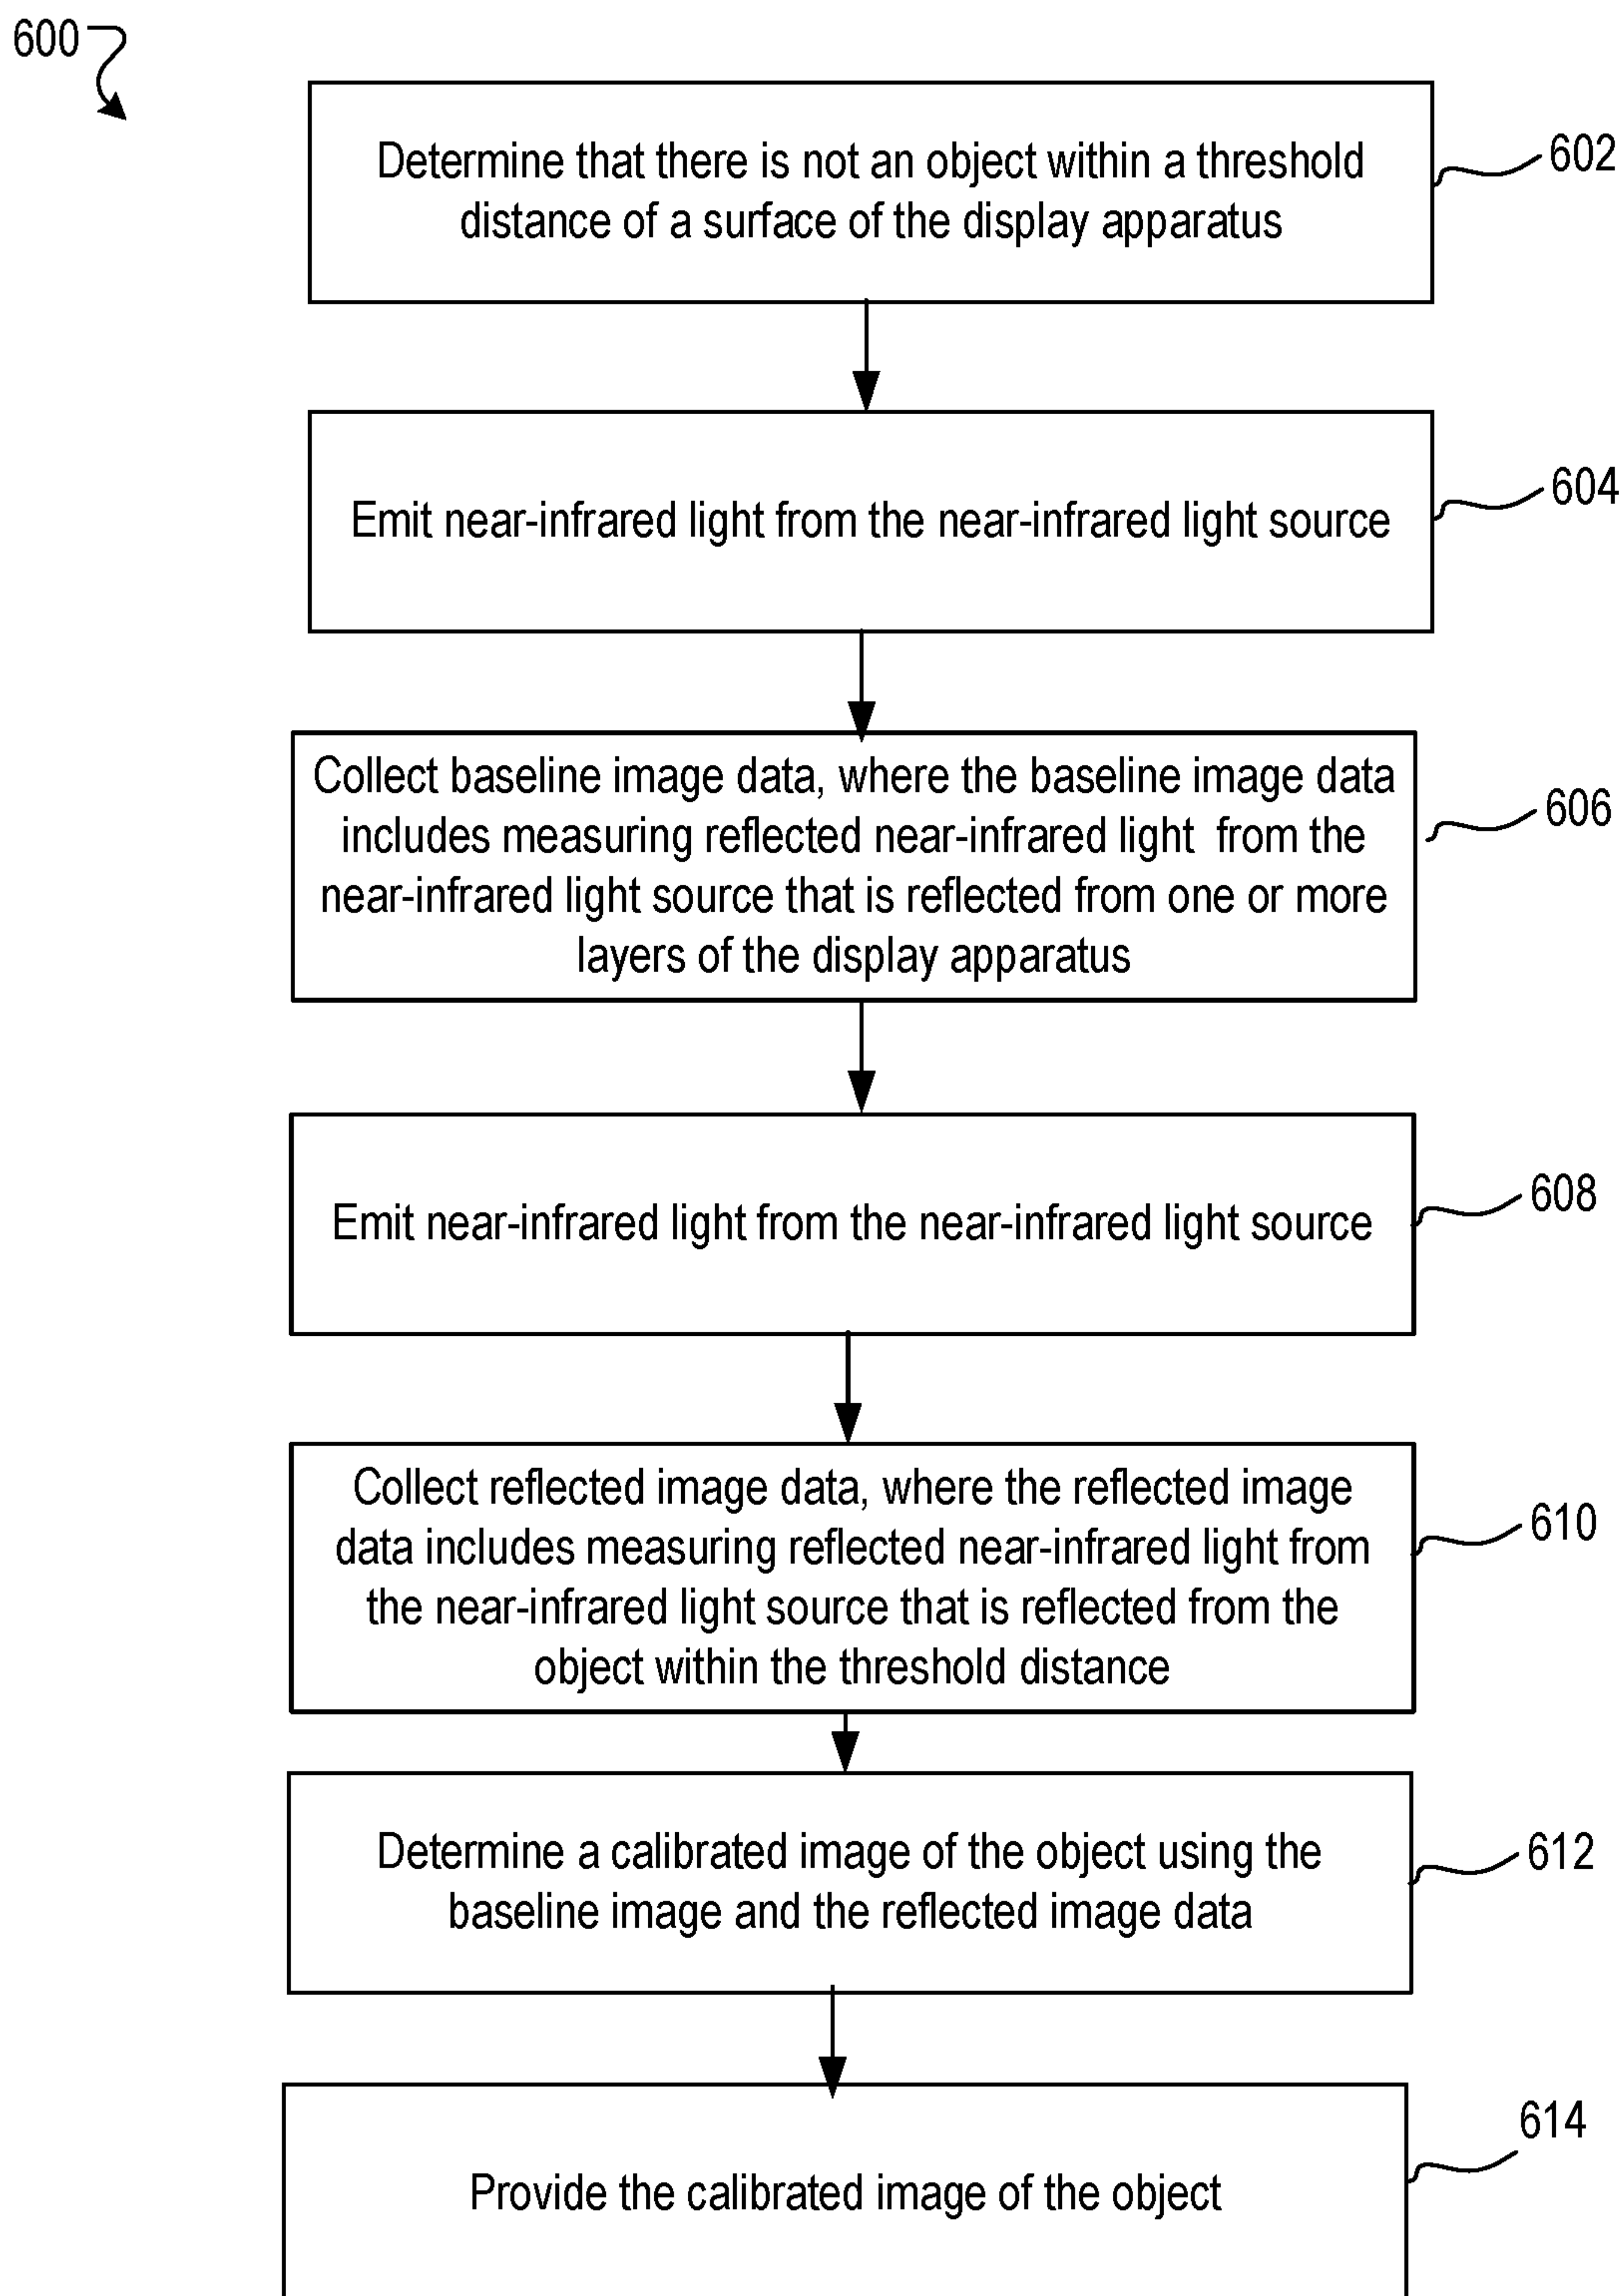 600
Determine that there is not an object within a threshold
distance of a surface of the display apparatus
602
Emit near-infrared light from the near-infrared light source
604
Collect baseline image data, where the baseline image data
includes measuring reflected near-infrared light from the
near-infrared light source that is reflected from one or more
layers of the display apparatus
606
Emit near-infrared light from the near-infrared light source
608
Collect reflected image data, where the reflected image
data includes measuring reflected near-infrared light from
the near-infrared light source that is reflected from the
object within the threshold distance
610
Determine a calibrated image of the object using the
baseline image and the reflected image data
612
Provide the calibrated image of the object
614